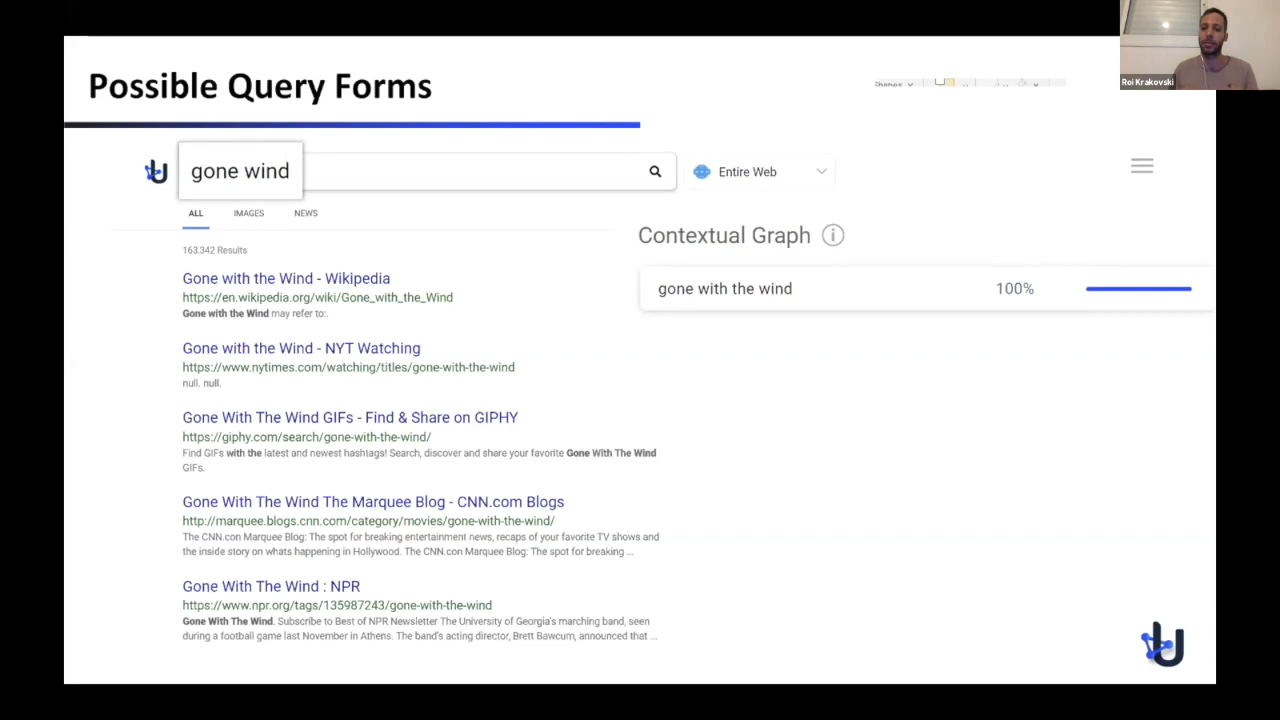 Roi Krakovski
Possible Query Forms
Shapes
gone wind
Entire Web
ALL
IMAGES
NEWS
163.342 Results
Contextual Graph
gone with the wind
100%
Gone with the Wind - Wikipedia
https://en.wikipedia.org/wiki/Gone_with_the_Wind
Gone with the Wind may refer to:.
Gone with the Wind - NYT Watching
https://www.nytimes.com/watching/titles/gone-with-the-wind
null. null.
Gone With The Wind GIFs - Find & Share on GIPHY
https://giphy.com/search/gone-with-the-wind/
Find GIFs with the latest and newest hashtags! Search, discover and share your favorite Gone With The Wind
GIFs.
Gone With The Wind The Marquee Blog - CNN.com Blogs
http://marquee.blogs.cnn.com/category/movies/gone-with-the-wind/
The CNN.con Marquee Blog: The spot for breaking entertainment news, recaps of your favorite TV shows and
the inside story on whats happening in Hollywood. The CNN.con Marquee Blog: The spot for breaking ...
Gone With The Wind : NPR
https://www.npr.org/tags/135987243/gone-with-the-wind
Gone With The Wind. Subscribe to Best of NPR Newsletter The University of Georgia's marching band, seen
during a football game last November in Athens. The band's acting director, Brett Bawcum, announced that ...